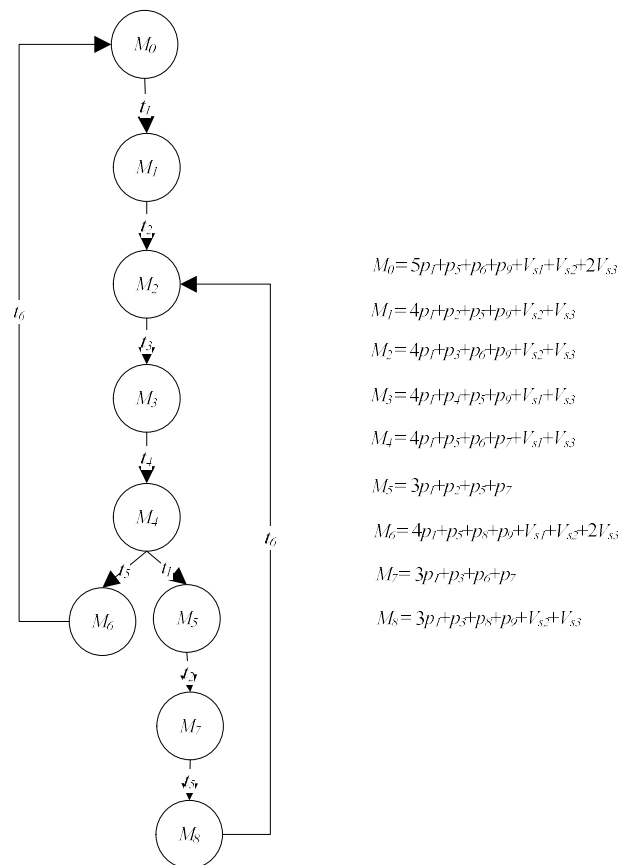 M0
t1
M1
t2
M2
t6
t3
M3
t4
M4
t6
t5
t1
M6
M5
t2
M7
t5
M8
M0=5p1+p5+p6+p9+Vs1+Vs2+2Vs3
M1=4p1+p2+p5+p9+Vs2+Vs3
M2=4p1+p3+p6+p9+Vs2+Vs3
M3=4p1+p4+p5+p9+Vs1+Vs3
M4=4p1+p5+p6+p7+Vs1+Vs3
M5=3p1+p2+p5+p7
M6=4p1+p5+p8+p9+Vs1+Vs2+2Vs3
M7=3p1+p3+p6+p7
M8=3p1+p3+p8+p9+Vs2+Vs3